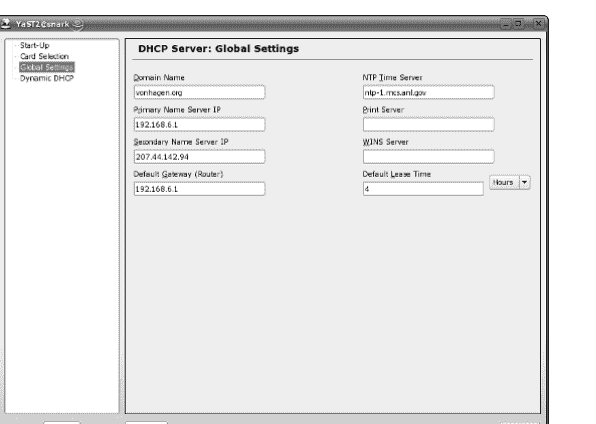 YaST2@snark
Start-Up
Card Selection
Global Settings
Dynamic DHCP
DHCP Server: Global Settings
Domain Name
vonhagen.org
Primary Name Server IP
192.168.6.1
Secondary Name Server IP
207.44.142.94
Default Gateway (Router)
192.168.6.1
NTP Time Server
ntp-1.mcs.anl.gov
Print Server
WINS Server
Default Lease Time
4
Hours